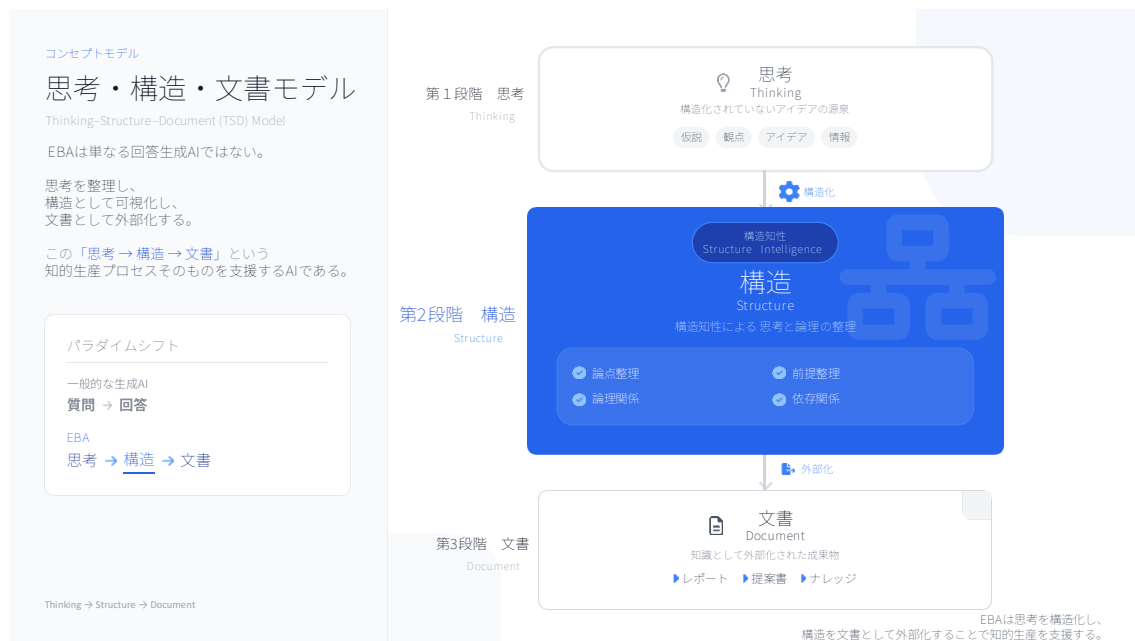 コンセプトモデル
思考・構造・文書モデル
Thinking–Structure–Document (TSD) Model
EBAは単なる回答生成AIではない。
思考を整理し、
構造として可視化し、
文書として外部化する。
この「思考 → 構造 → 文書」という
知的生産プロセスそのものを支援するAIである。
パラダイムシフト
一般的な生成AI
質問 → 回答
EBA
思考 → 構造 → 文書
Thinking → Structure → Document
第１段階　思考
Thinking
思考
Thinking
構造化されていないアイデアの源泉
仮説 観点 アイデア 情報
構造化
第2段階　構造
Structure
構造知性
Structure Intelligence
構造
Structure
構造知性による 思考と論理の整理
論点整理 前提整理
論理関係 依存関係
外部化
第3段階　文書
Document
文書
Document
知識として外部化された成果物
レポート 提案書 ナレッジ
EBAは思考を構造化し、
構造を文書として外部化することで知的生産を支援する。